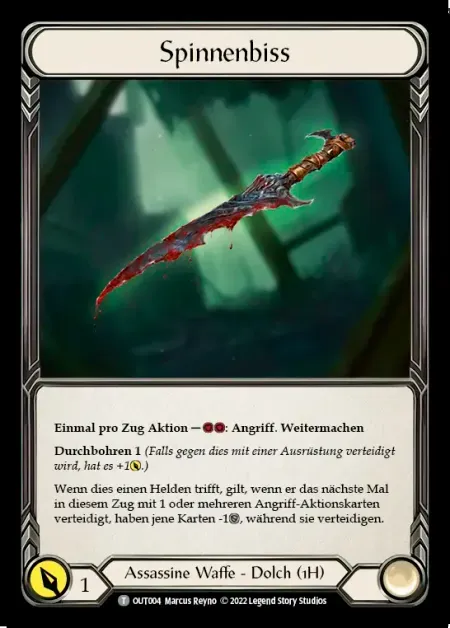 Spinnenbiss
Einmal pro Zug Aktion — : Angriff. Weitermachen
Durchbohren 1 (Falls gegen dies mit einer Ausrüstung verteidigt
wird, hat es +1.)
Wenn dies einen Helden trifft, gilt, wenn er das nächste Mal
in diesem Zug mit 1 oder mehreren Angriff-Aktionskarten
verteidigt, haben jene Karten -1, während sie verteidigen.
1
Assassine Waffe - Dolch (1H)
T OUT004 Marcus Reyno © 2022 Legend Story Studios